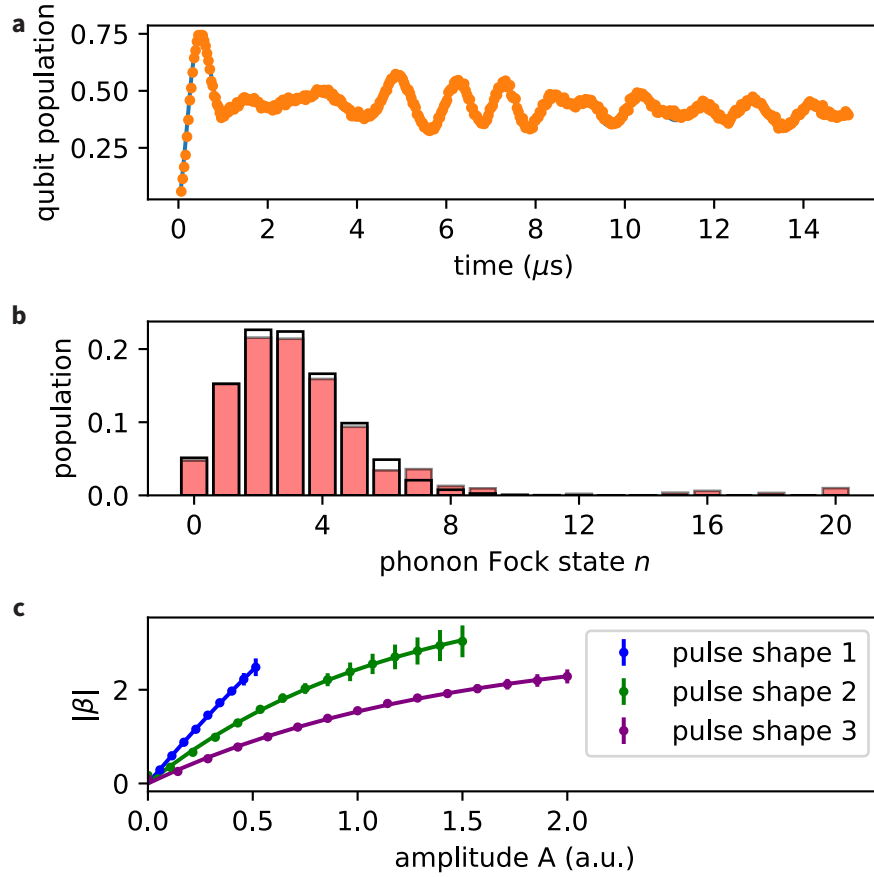 a
0.75
0.50
0.25
qubit population
0 2 4 6 8 10 12 14
time (μs)
b
0.2
0.1
0.0
population
0 4 8 12 16 20
phonon Fock state n
c
2
0
|β|
pulse shape 1
pulse shape 2
pulse shape 3
0.0 0.5 1.0 1.5 2.0
amplitude A (a.u.)